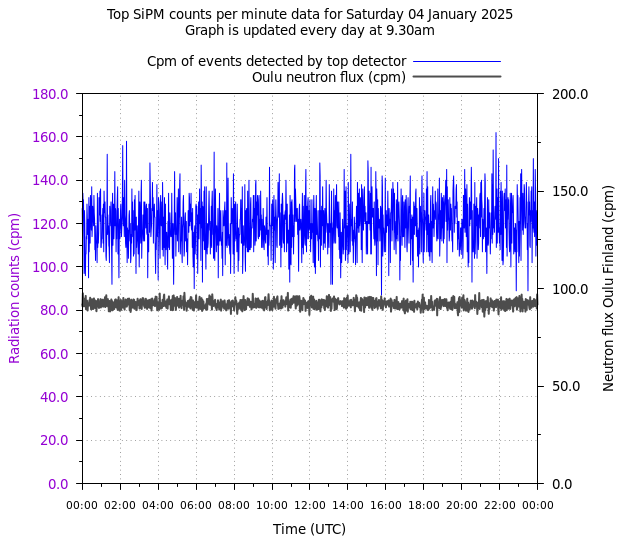 Top SiPM counts per minute data for Saturday 04 January 2025
Graph is updated every day at 9.30am
Cpm of events detected by top detector
Oulu neutron flux (cpm)
180.0
160.0
140.0
120.0
100.0
80.0
60.0
40.0
20.0
0.0
Radiation counts (cpm)
200.0
150.0
100.0
50.0
0.0
Neutron flux Oulu Finland (cpm)
00:00 02:00 04:00 06:00 08:00 10:00 12:00 14:00 16:00 18:00 20:00 22:00 00:00
Time (UTC)